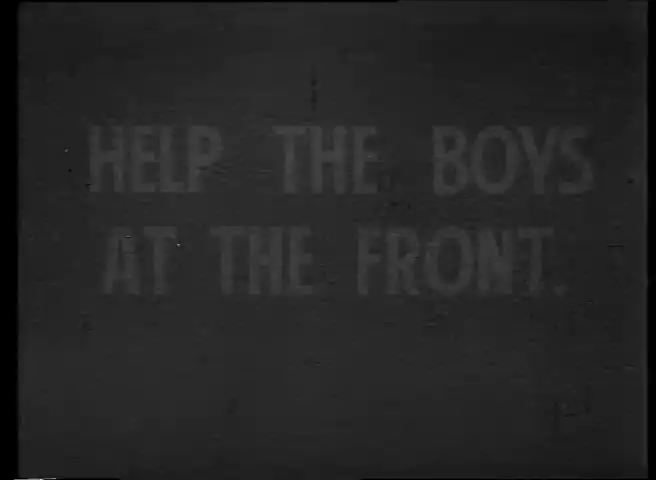 HELP THE BOYS
AT THE FRONT.